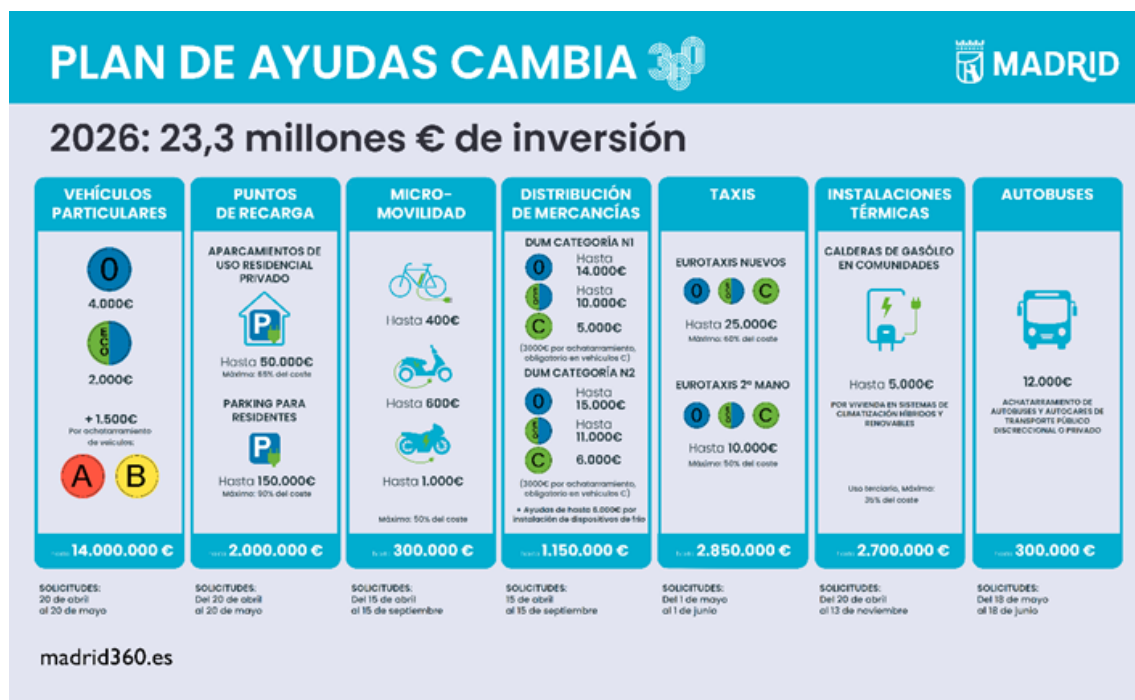 PLAN DE AYUDAS CAMBIA 360
MADRID
2026: 23,3 millones € de inversión
VEHÍCULOS
PARTICULARES
0
4.000€
ECO
2.000€
+ 1.500€
Por achatarramiento
de vehículos:
A B
14.000.000 €
SOLICITUDES:
20 de abril
al 20 de mayo
PUNTOS
DE RECARGA
APARCAMIENTOS DE
USO RESIDENCIAL
PRIVADO
P
Hasta 50.000€
Máximo: 65% del coste
PARKING PARA
RESIDENTES
P
Hasta 150.000€
Máximo: 90% del coste
2.000.000 €
SOLICITUDES:
Del 20 de abril
al 20 de mayo
MICRO-
MOVILIDAD
Hasta 400€
Hasta 600€
Hasta 1.000€
Máximo: 50% del coste
300.000 €
SOLICITUDES:
Del 15 de abril
al 15 de septiembre
DISTRIBUCIÓN
DE MERCANCÍAS
DUM CATEGORÍA N1
0 Hasta
14.000€
ECO Hasta
10.000€
C 5.000€
(3000€ por achatarramiento,
obligatorio en vehículos C)
DUM CATEGORÍA N2
0 Hasta
15.000€
ECO Hasta
11.000€
C 6.000€
(3000€ por achatarramiento,
obligatorio en vehículos C)
+ Ayudas de hasta 6.000€ por
instalación de dispositivos de frío
1.150.000 €
SOLICITUDES:
15 de abril
al 15 de septiembre
TAXIS
EUROTAXIS NUEVOS
0 ECO C
Hasta 25.000€
Máximo: 60% del coste
EUROTAXIS 2º MANO
0 ECO C
Hasta 10.000€
Máximo: 50% del coste
2.850.000 €
SOLICITUDES:
Del 1 de mayo
al 1 de junio
INSTALACIONES
TÉRMICAS
CALDERAS DE GASÓLEO
EN COMUNIDADES
Hasta 5.000€
POR VIVIENDA EN SISTEMAS DE
CLIMATIZACIÓN HÍBRIDOS Y
RENOVABLES
Uso terciario, Máximo:
35% del coste
2.700.000 €
SOLICITUDES:
Del 20 de abril
al 13 de noviembre
AUTOBUSES
12.000€
ACHATARRAMIENTO DE
AUTOBUSES Y AUTOCARES DE
TRANSPORTE PÚBLICO
DISCRECCIONAL O PRIVADO
300.000 €
SOLICITUDES:
Del 18 de mayo
al 18 de junio
madrid360.es